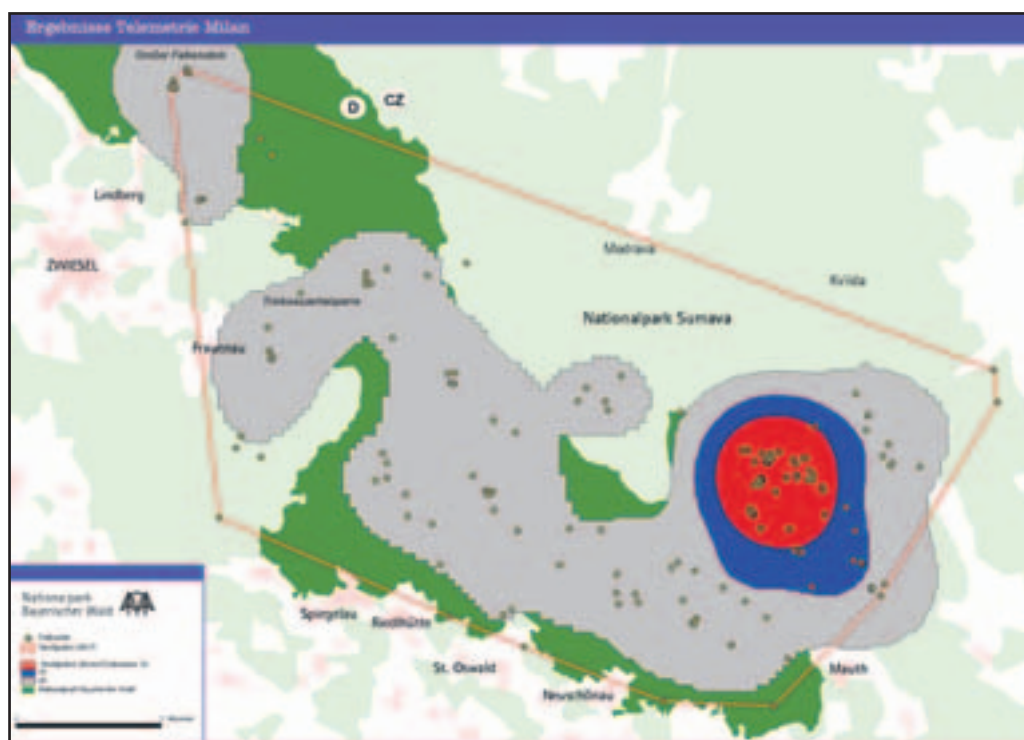 Ergebnisse Telemetrie Milan
Großer Falkenstein
D
CZ
Lindberg
ZWIESEL
Modrava
Kvilda
Nationalpark Sumava
Frauenau
Spiegelau
Riedlhütte
St. Oswald
Neuschönau
Mauth
Nationalpark
Bayerischer Wald